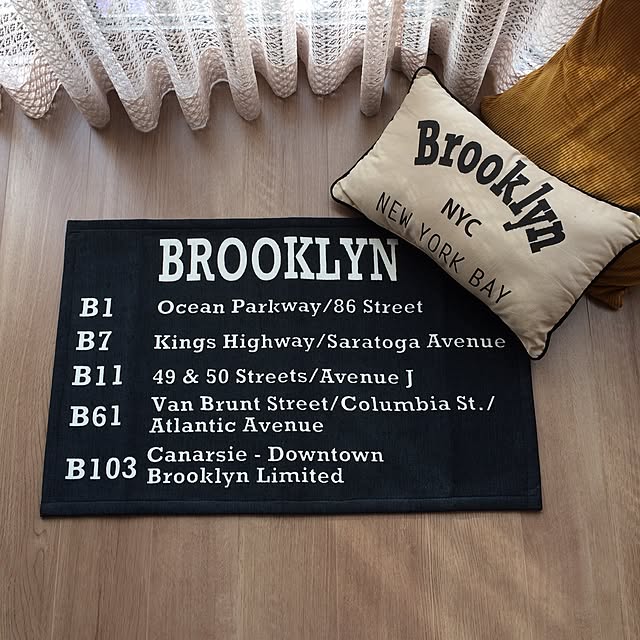 BROOKLYN
B1 Ocean Parkway/86 Street
B7 Kings Highway/Saratoga Avenue
B11 49 & 50 Streets/Avenue J
B61 Van Brunt Street/Columbia St./
Atlantic Avenue
B103 Canarsie - Downtown
Brooklyn Limited
Brooklyn
NYC
NEW YORK BAY